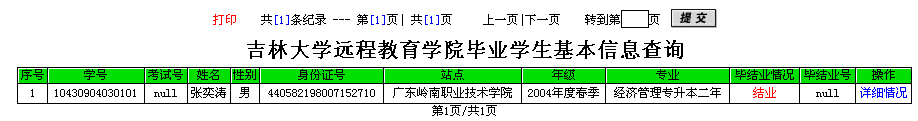 打印 共[1]条纪录 --- 第[1]页| 共[1]页 上一页|下一页 转到第 页 提 交
吉林大学远程教育学院毕业学生基本信息查询
序号 学号 考试号 姓名 性别 身份证号 站点 年级 专业 毕结业情况 毕结业号 操作
1 10430904030101 null 张奕涛 男 440582198007152710 广东岭南职业技术学院 2004年度春季 经济管理专升本二年 结业 null 详细情况
第1页/共1页